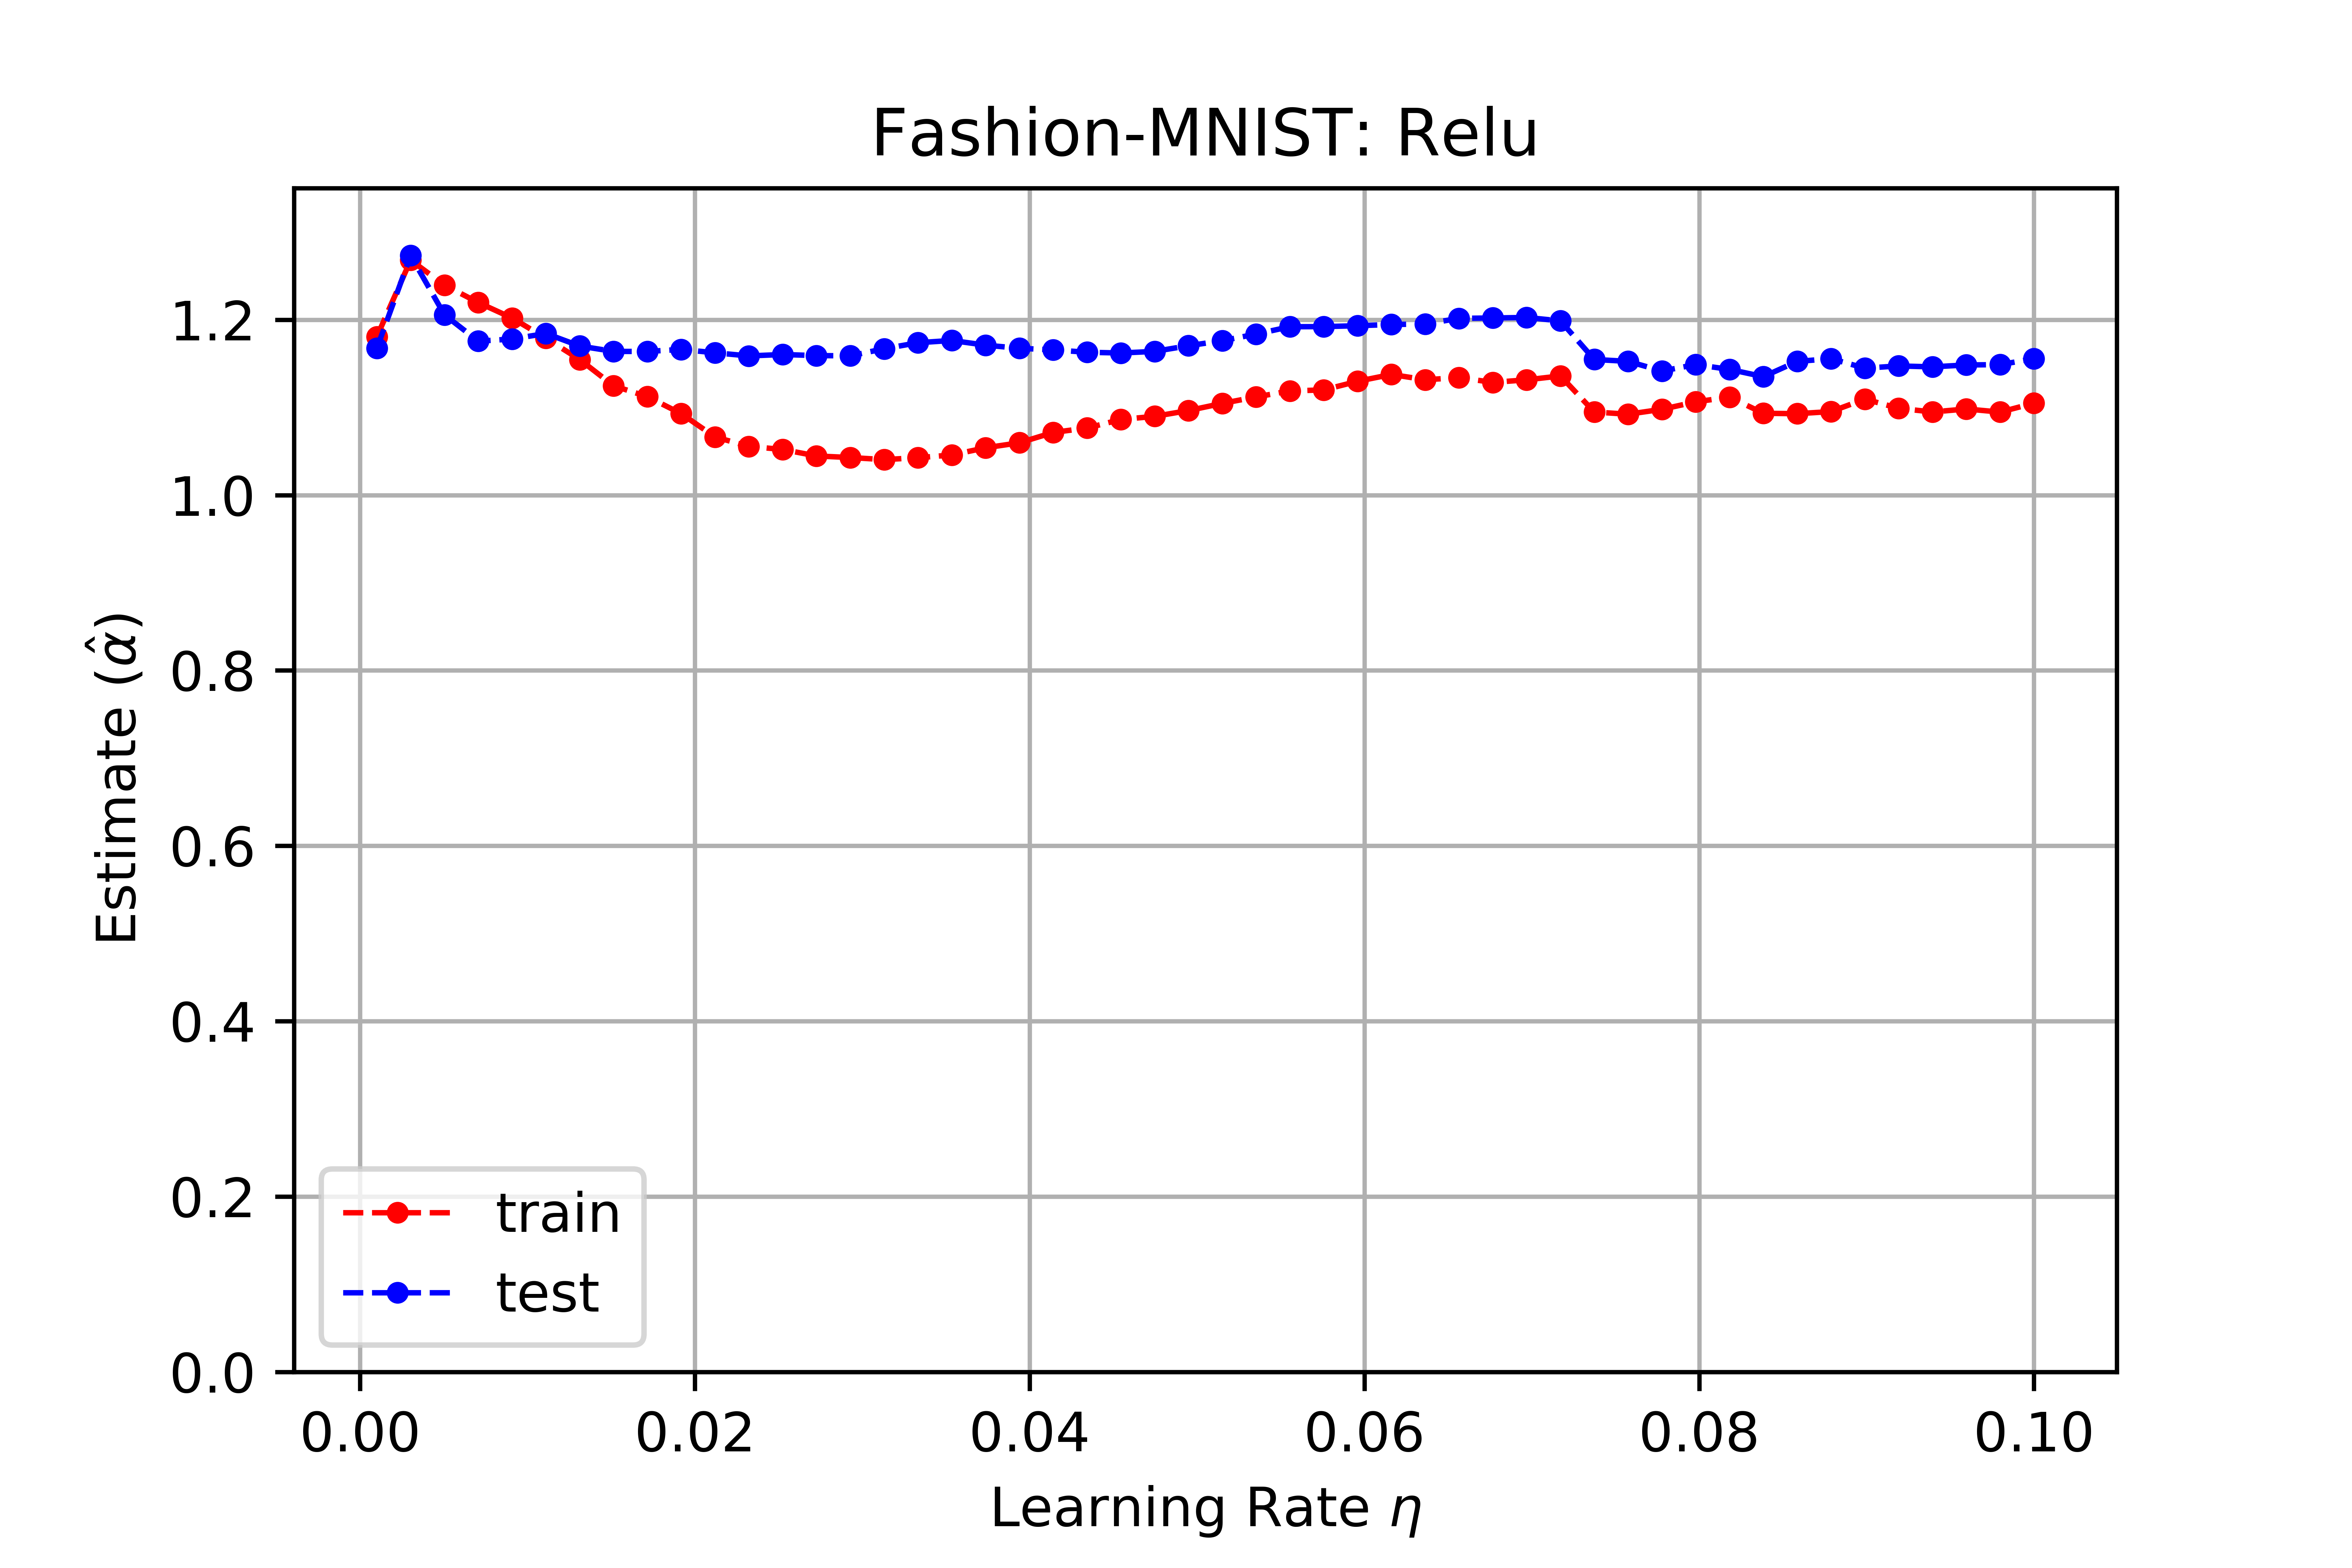 Fashion-MNIST: Relu
Estimate (α̂)
1.2
1.0
0.8
0.6
0.4
0.2
0.0
train
test
0.00 0.02 0.04 0.06 0.08 0.10
Learning Rate η